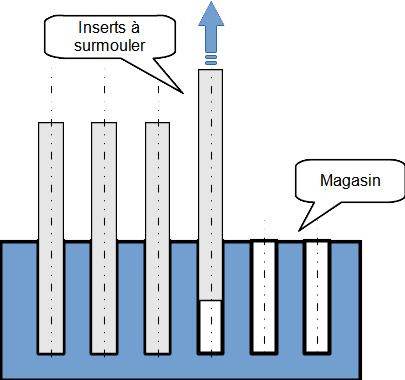 Inserts à
surmouler
Magasin